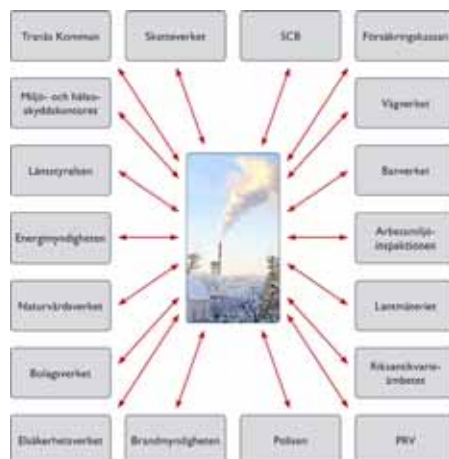 Tranås Kommun
Skatteverket
SCB
Försäkringskassan
Miljö- och hälso-
skyddskontoret
Vägverket
Länsstyrelsen
Banverket
Energimyndigheten
Arbetsmiljö-
inspektionen
Naturvårdsverket
Lantmäteriet
Bolagsverket
Riksantikvarie-
ämbetet
Elsäkerhetsverket
Brandmyndigheten
Polisen
PRV